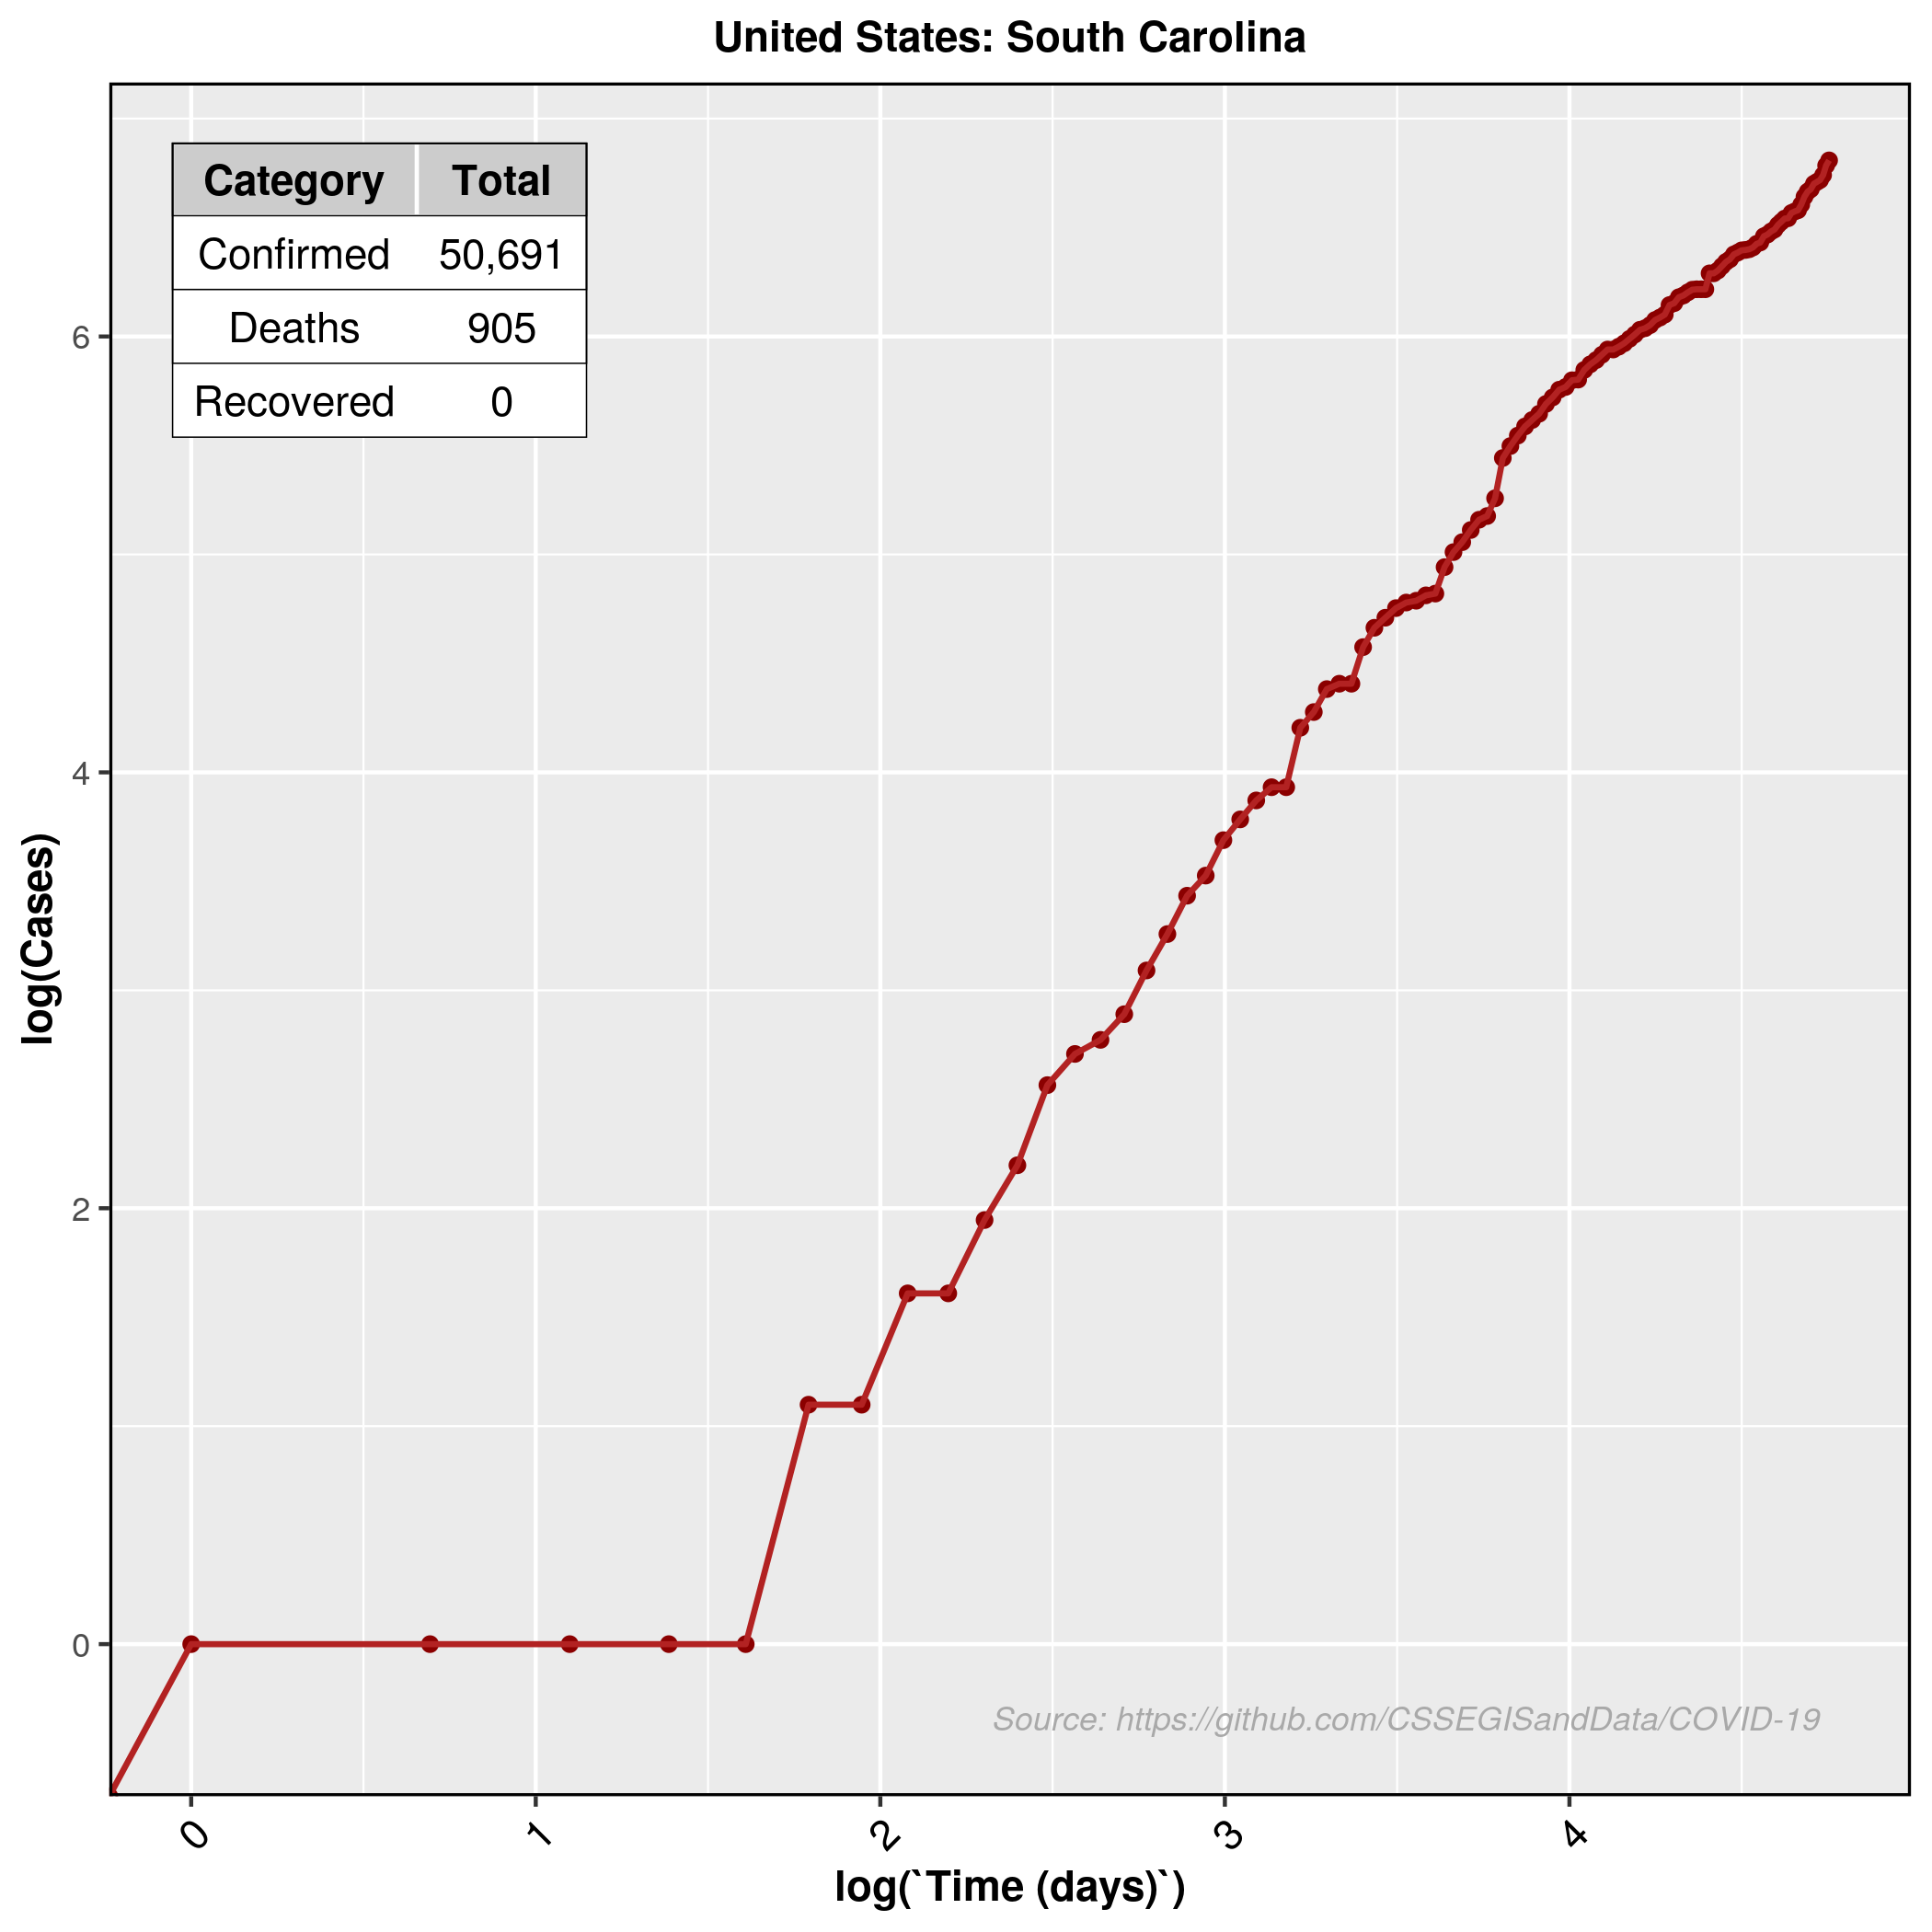 United States: South Carolina
Category Total
Confirmed 50,691
Deaths 905
Recovered 0
6
4
2
0
log(Cases)
Source: https://github.com/CSSEGISandData/COVID-19
0 1 2 3 4
log(`Time (days)`)